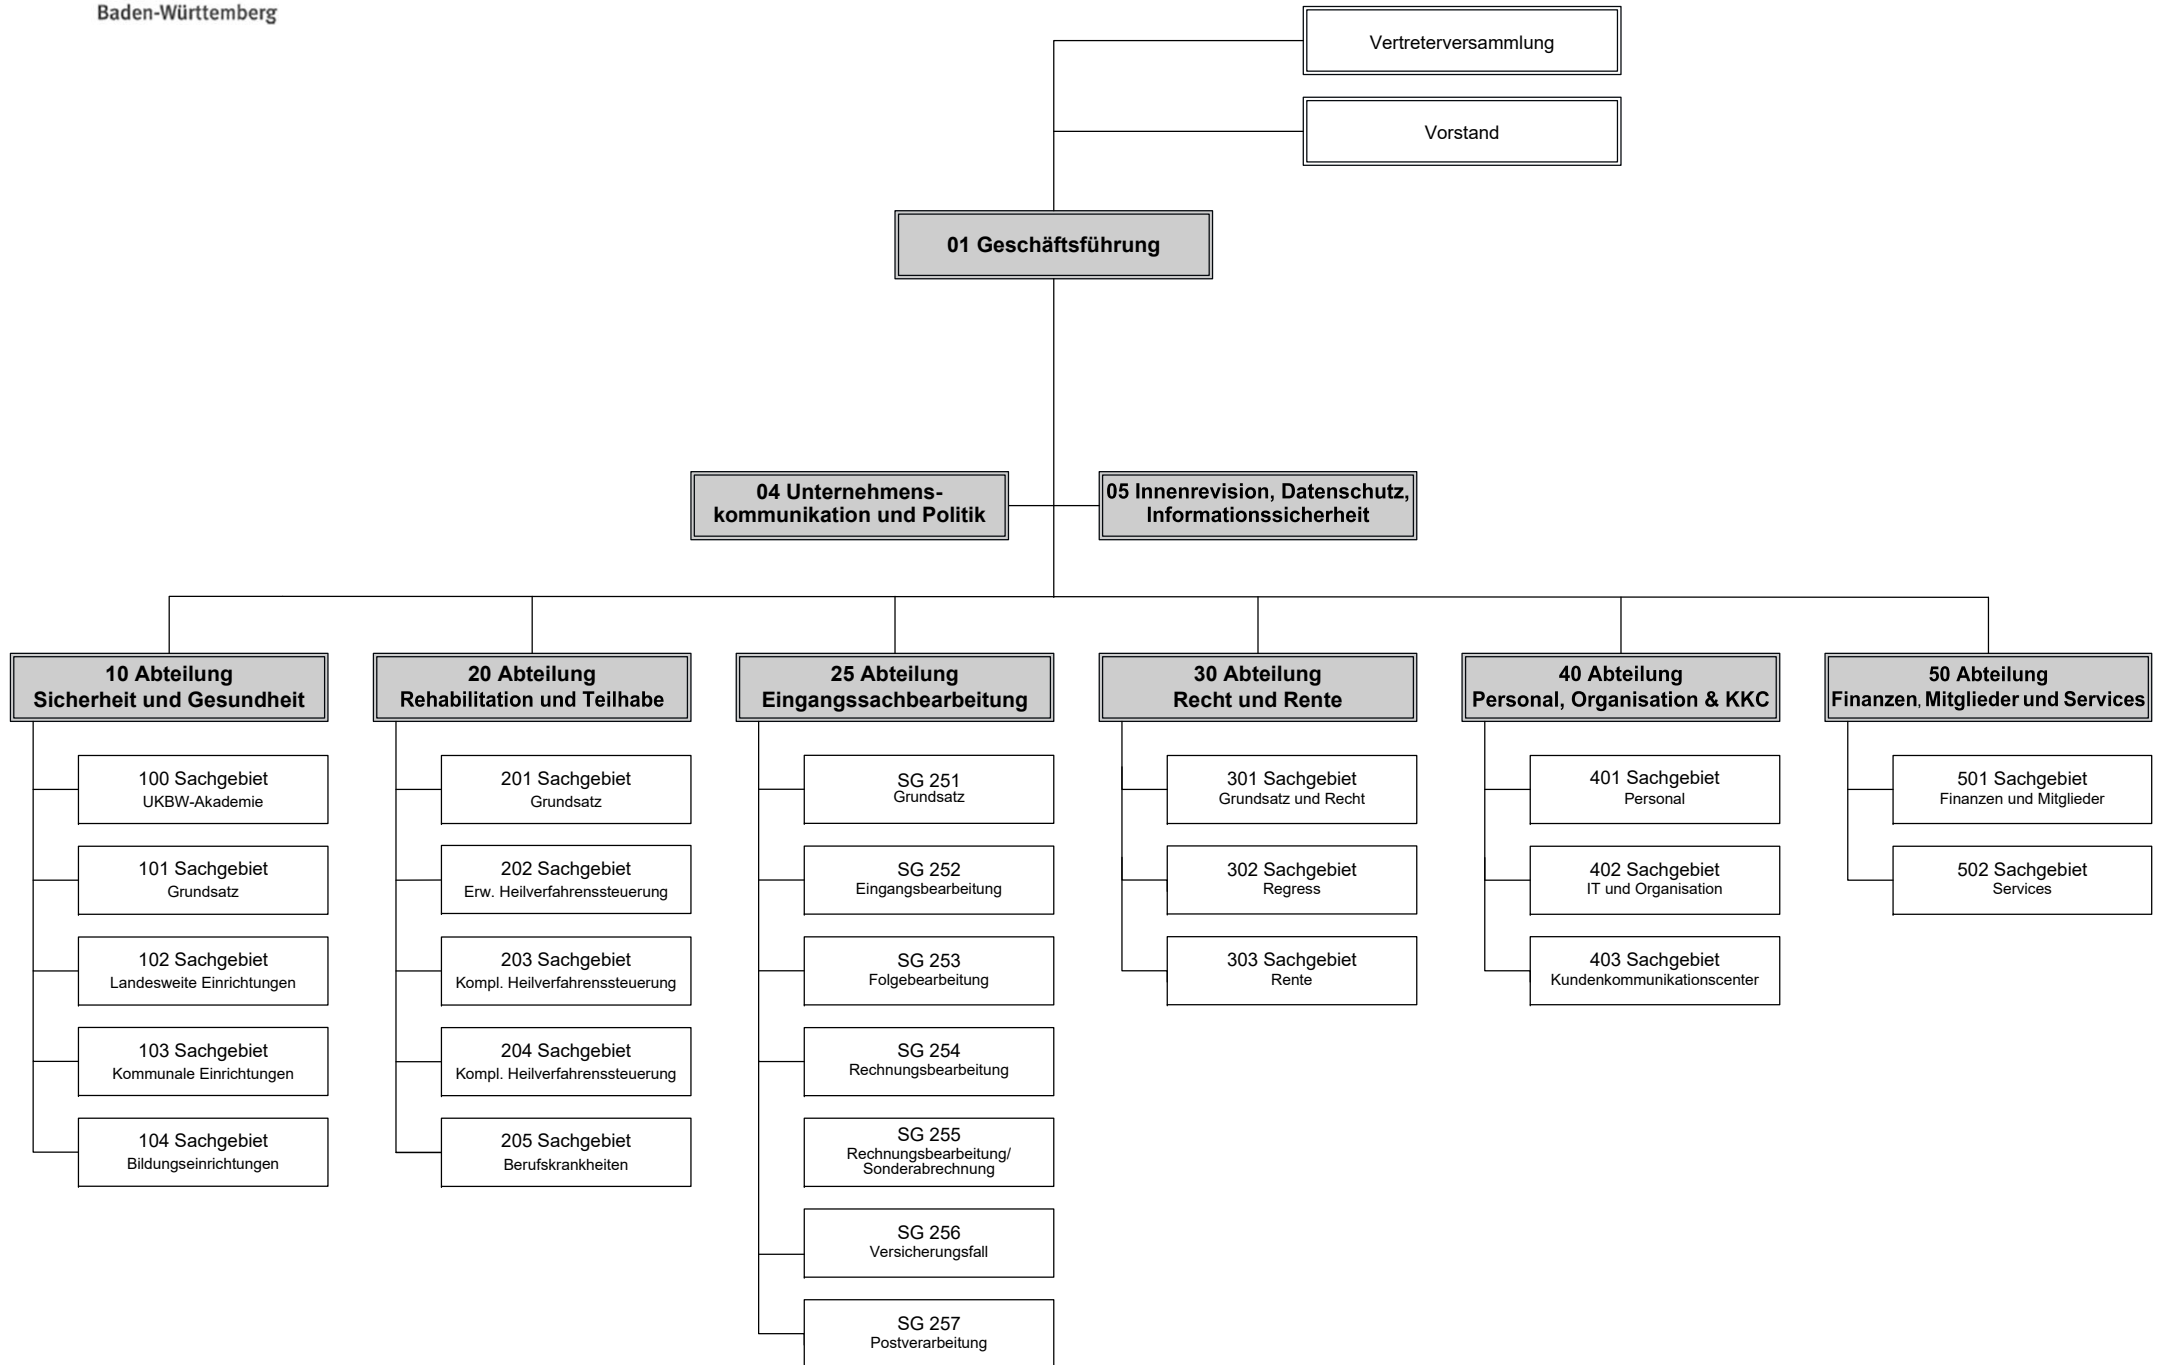 Baden-Württemberg
Vertreterversammlung
Vorstand
01 Geschäftsführung
04 Unternehmens-
kommunikation und Politik
05 Innenrevision, Datenschutz,
Informationssicherheit
10 Abteilung
Sicherheit und Gesundheit
100 Sachgebiet
UKBW-Akademie
101 Sachgebiet
Grundsatz
102 Sachgebiet
Landesweite Einrichtungen
103 Sachgebiet
Kommunale Einrichtungen
104 Sachgebiet
Bildungseinrichtungen
20 Abteilung
Rehabilitation und Teilhabe
201 Sachgebiet
Grundsatz
202 Sachgebiet
Erw. Heilverfahrenssteuerung
203 Sachgebiet
Kompl. Heilverfahrenssteuerung
204 Sachgebiet
Kompl. Heilverfahrenssteuerung
205 Sachgebiet
Berufskrankheiten
25 Abteilung
Eingangssachbearbeitung
SG 251
Grundsatz
SG 252
Eingangsbearbeitung
SG 253
Folgebearbeitung
SG 254
Rechnungsbearbeitung
SG 255
Rechnungsbearbeitung/
Sonderabrechnung
SG 256
Versicherungsfall
SG 257
Postverarbeitung
30 Abteilung
Recht und Rente
301 Sachgebiet
Grundsatz und Recht
302 Sachgebiet
Regress
303 Sachgebiet
Rente
40 Abteilung
Personal, Organisation & KKC
401 Sachgebiet
Personal
402 Sachgebiet
IT und Organisation
403 Sachgebiet
Kundenkommunikationscenter
50 Abteilung
Finanzen, Mitglieder und Services
501 Sachgebiet
Finanzen und Mitglieder
502 Sachgebiet
Services